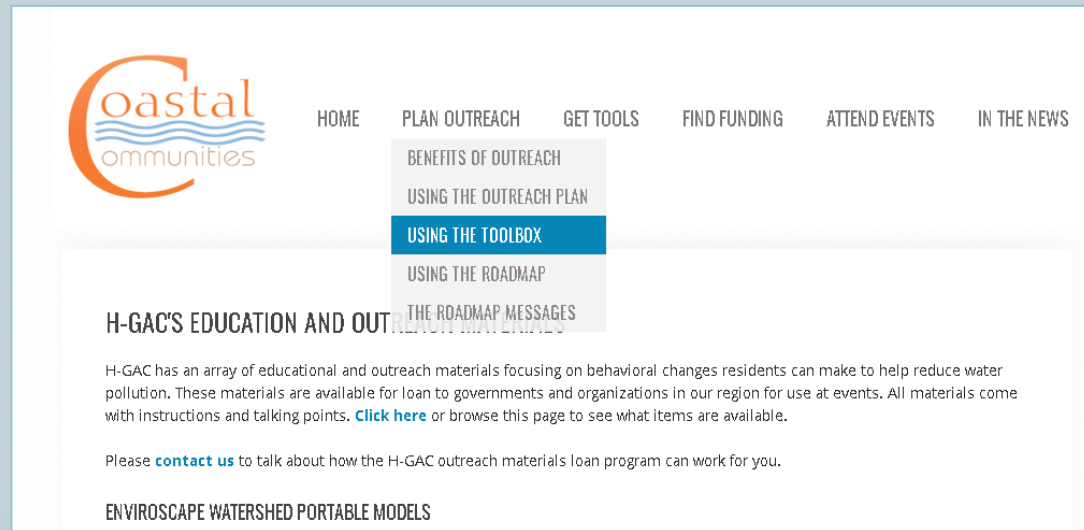 Coastal
Communities
HOME PLAN OUTREACH GET TOOLS FIND FUNDING ATTEND EVENTS IN THE NEWS
BENEFITS OF OUTREACH
USING THE OUTREACH PLAN
USING THE TOOLBOX
USING THE ROADMAP
THE ROADMAP MESSAGES
H-GAC'S EDUCATION AND OUTREACH MATERIALS
H-GAC has an array of educational and outreach materials focusing on behavioral changes residents can make to help reduce water
pollution. These materials are available for loan to governments and organizations in our region for use at events. All materials come
with instructions and talking points. Click here or browse this page to see what items are available.
Please contact us to talk about how the H-GAC outreach materials loan program can work for you.
ENVIROSCAPE WATERSHED PORTABLE MODELS